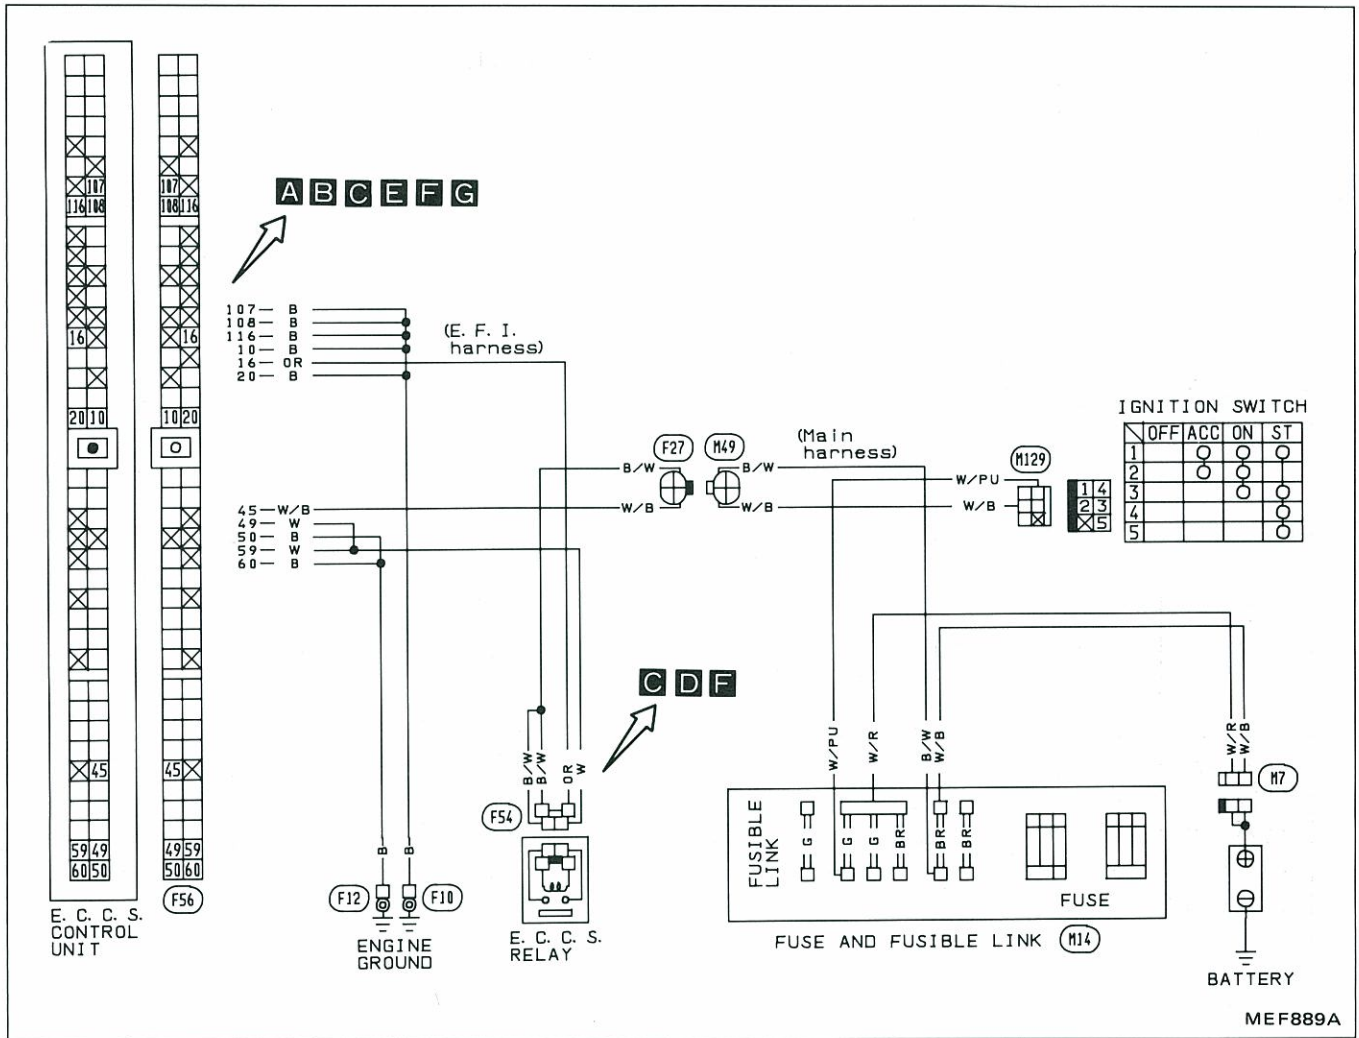 107
116 108
16
20 10
45
59 49
60 50
E. C. C. S.
CONTROL
UNIT
107
108 116
16
10 20
45
49 59
50 60
F56
A B C E F G
107 B
108 B
116 B
10 B
16 OR
20 B
(E. F. I.
harness)
45 W/B
49 W
50 B
59 W
60 B
F27
M49
(Main
harness)
B/W
B/W
W/B
W/B
M129
W/PU
W/B
1 4
2 3
5
IGNITION SWITCH
OFF ACC ON ST
1
2
3
4
5
C D F
B/W
B/W
OR
W
F54
E. C. C. S.
RELAY
B
B
F12
F10
ENGINE
GROUND
W/PU
W/R
B/W
W/B
FUSIBLE
LINK
G
G
G
BR
BR
BR
FUSE
FUSE AND FUSIBLE LINK M14
W/R
W/B
M7
BATTERY
MEF889A